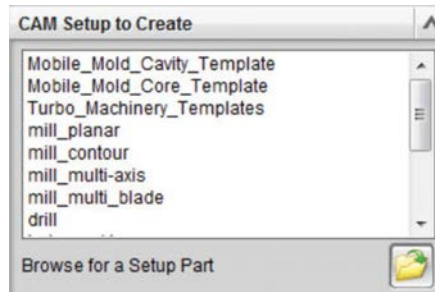 CAM Setup to Create
Mobile_Mold_Cavity_Template
Mobile_Mold_Core_Template
Turbo_Machinery_Templates
mill_planar
mill_contour
mill_multi-axis
mill_multi_blade
drill
Browse for a Setup Part